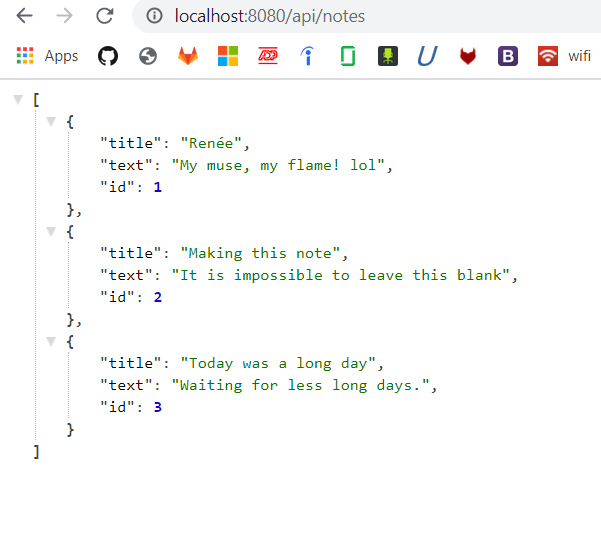 localhost:8080/api/notes
Apps ADP U B wifi
[
{
"title": "Renée",
"text": "My muse, my flame! lol",
"id": 1
},
{
"title": "Making this note",
"text": "It is impossible to leave this blank",
"id": 2
},
{
"title": "Today was a long day",
"text": "Waiting for less long days.",
"id": 3
}
]